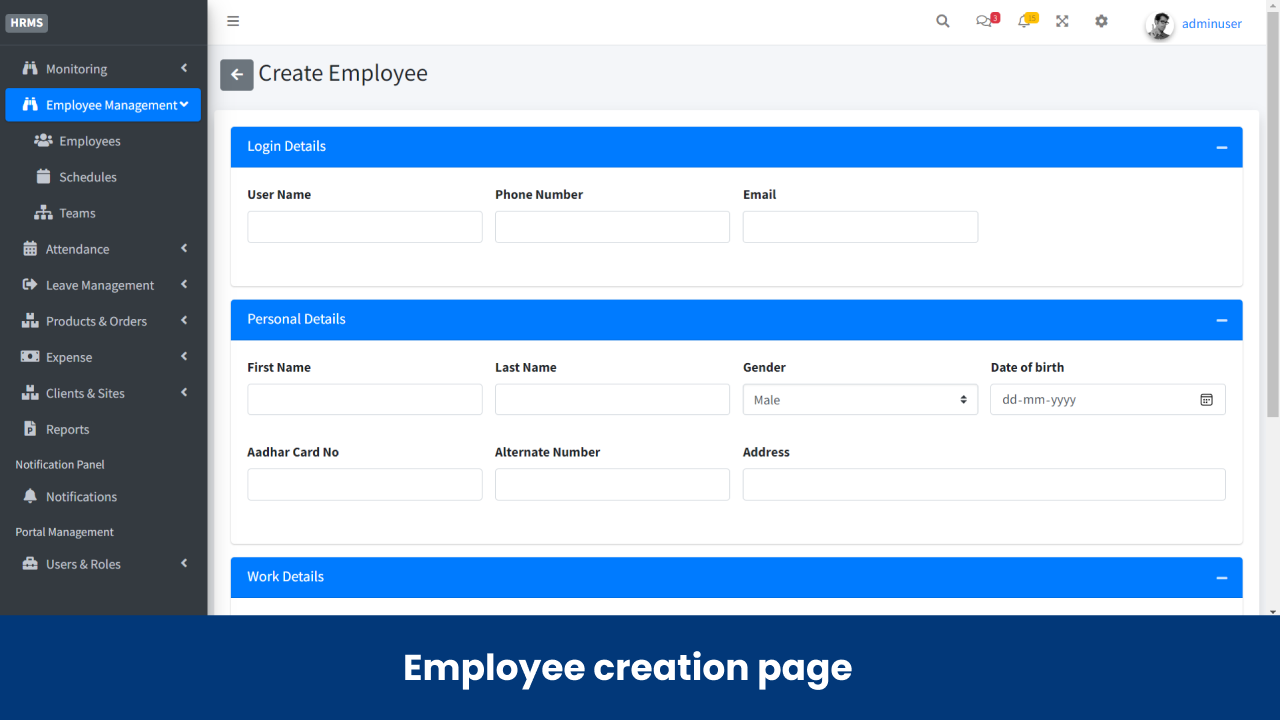 HRMS
3
15
adminuser
Monitoring
Employee Management
Employees
Schedules
Teams
Attendance
Leave Management
Products & Orders
Expense
Clients & Sites
Reports
Notification Panel
Notifications
Portal Management
Users & Roles
Create Employee
Login Details
User Name Phone Number Email
Personal Details
First Name Last Name Gender Date of birth
Male dd-mm-yyyy
Aadhar Card No Alternate Number Address
Work Details
Employee creation page